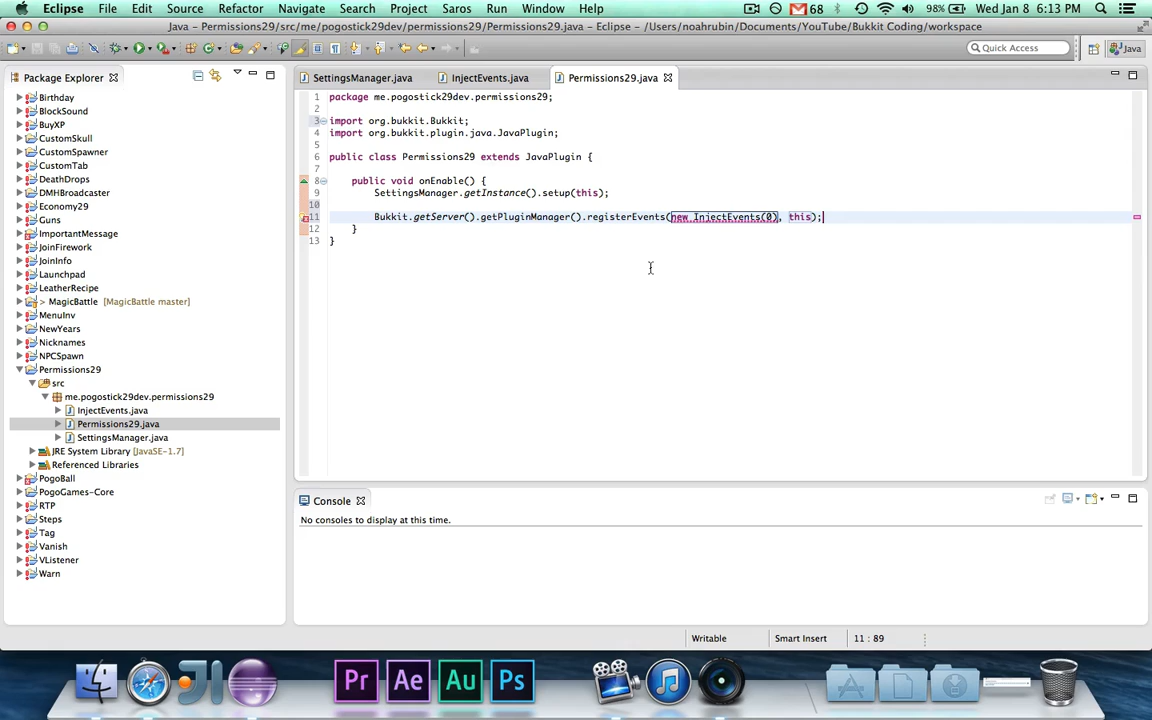 Eclipse File Edit Source Refactor Navigate Search Project Saros Run Window Help 68 98% Wed Jan 8 6:13 PM
Java – Permissions29/src/me/pogostick29dev/permissions29/Permissions29.java – Eclipse – /Users/noahrubin/Documents/YouTube/Bukkit Coding/workspace
Quick Access Java
Package Explorer
Birthday
BlockSound
BuyXP
CustomSkull
CustomSpawner
CustomTab
DeathDrops
DMHBroadcaster
Economy29
Guns
ImportantMessage
JoinFirework
JoinInfo
Launchpad
LeatherRecipe
> MagicBattle [MagicBattle master]
MenuInv
NewYears
Nicknames
NPCSpawn
Permissions29
src
me.pogostick29dev.permissions29
InjectEvents.java
Permissions29.java
SettingsManager.java
JRE System Library [JavaSE-1.7]
Referenced Libraries
PogoBall
PogoGames-Core
RTP
Steps
Tag
Vanish
VListener
Warn
SettingsManager.java InjectEvents.java Permissions29.java
1 package me.pogostick29dev.permissions29;
2
3 import org.bukkit.Bukkit;
4 import org.bukkit.plugin.java.JavaPlugin;
5
6 public class Permissions29 extends JavaPlugin {
7
8 public void onEnable() {
9 SettingsManager.getInstance().setup(this);
10
11 Bukkit.getServer().getPluginManager().registerEvents(new InjectEvents(0), this);
12 }
13 }
Console
No consoles to display at this time.
Writable Smart Insert 11 : 89
Pr Ae Au Ps